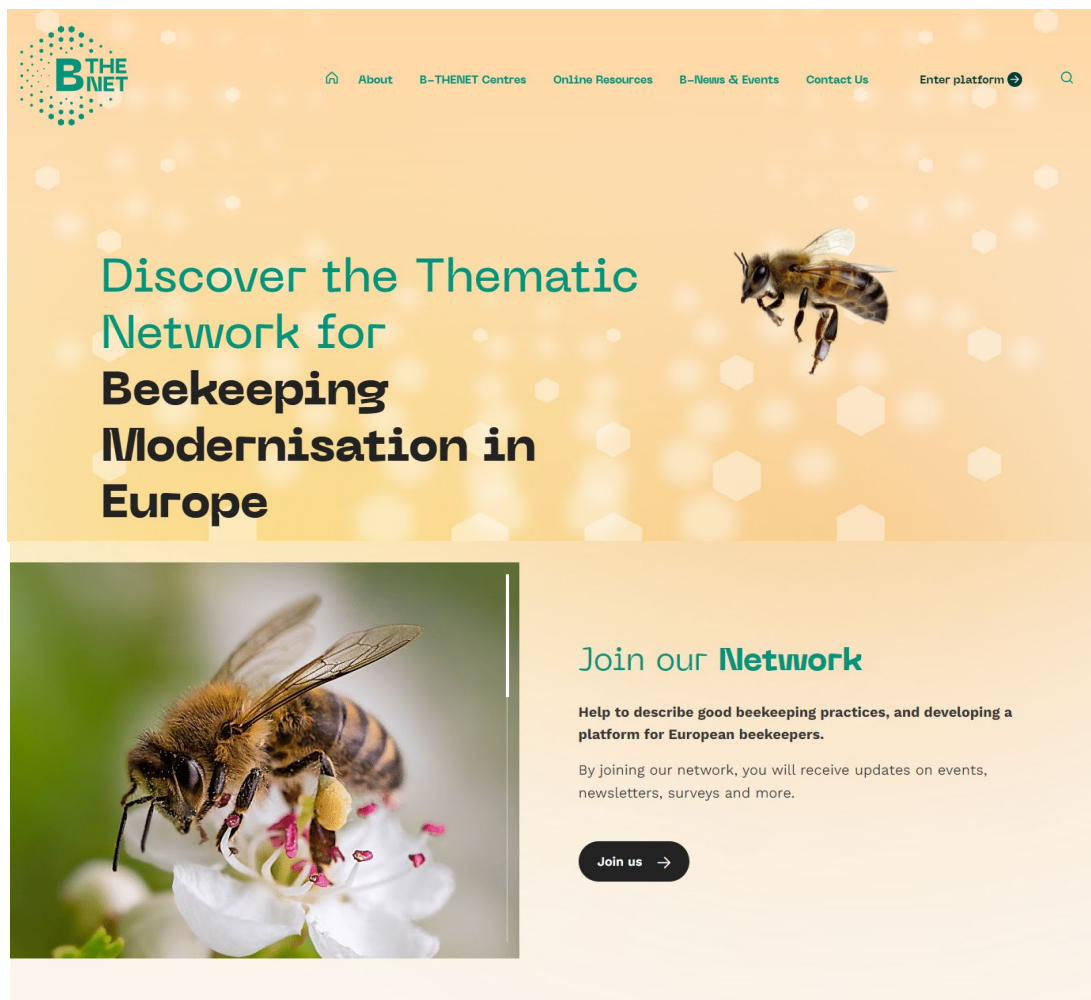 B THE
NET
About B-THENET Centres Online Resources B-News & Events Contact Us Enter platform
Discover the Thematic
Network for
Beekeeping
Modernisation in
Europe
Join our Network
Help to describe good beekeeping practices, and developing a
platform for European beekeepers.
By joining our network, you will receive updates on events,
newsletters, surveys and more.
Join us